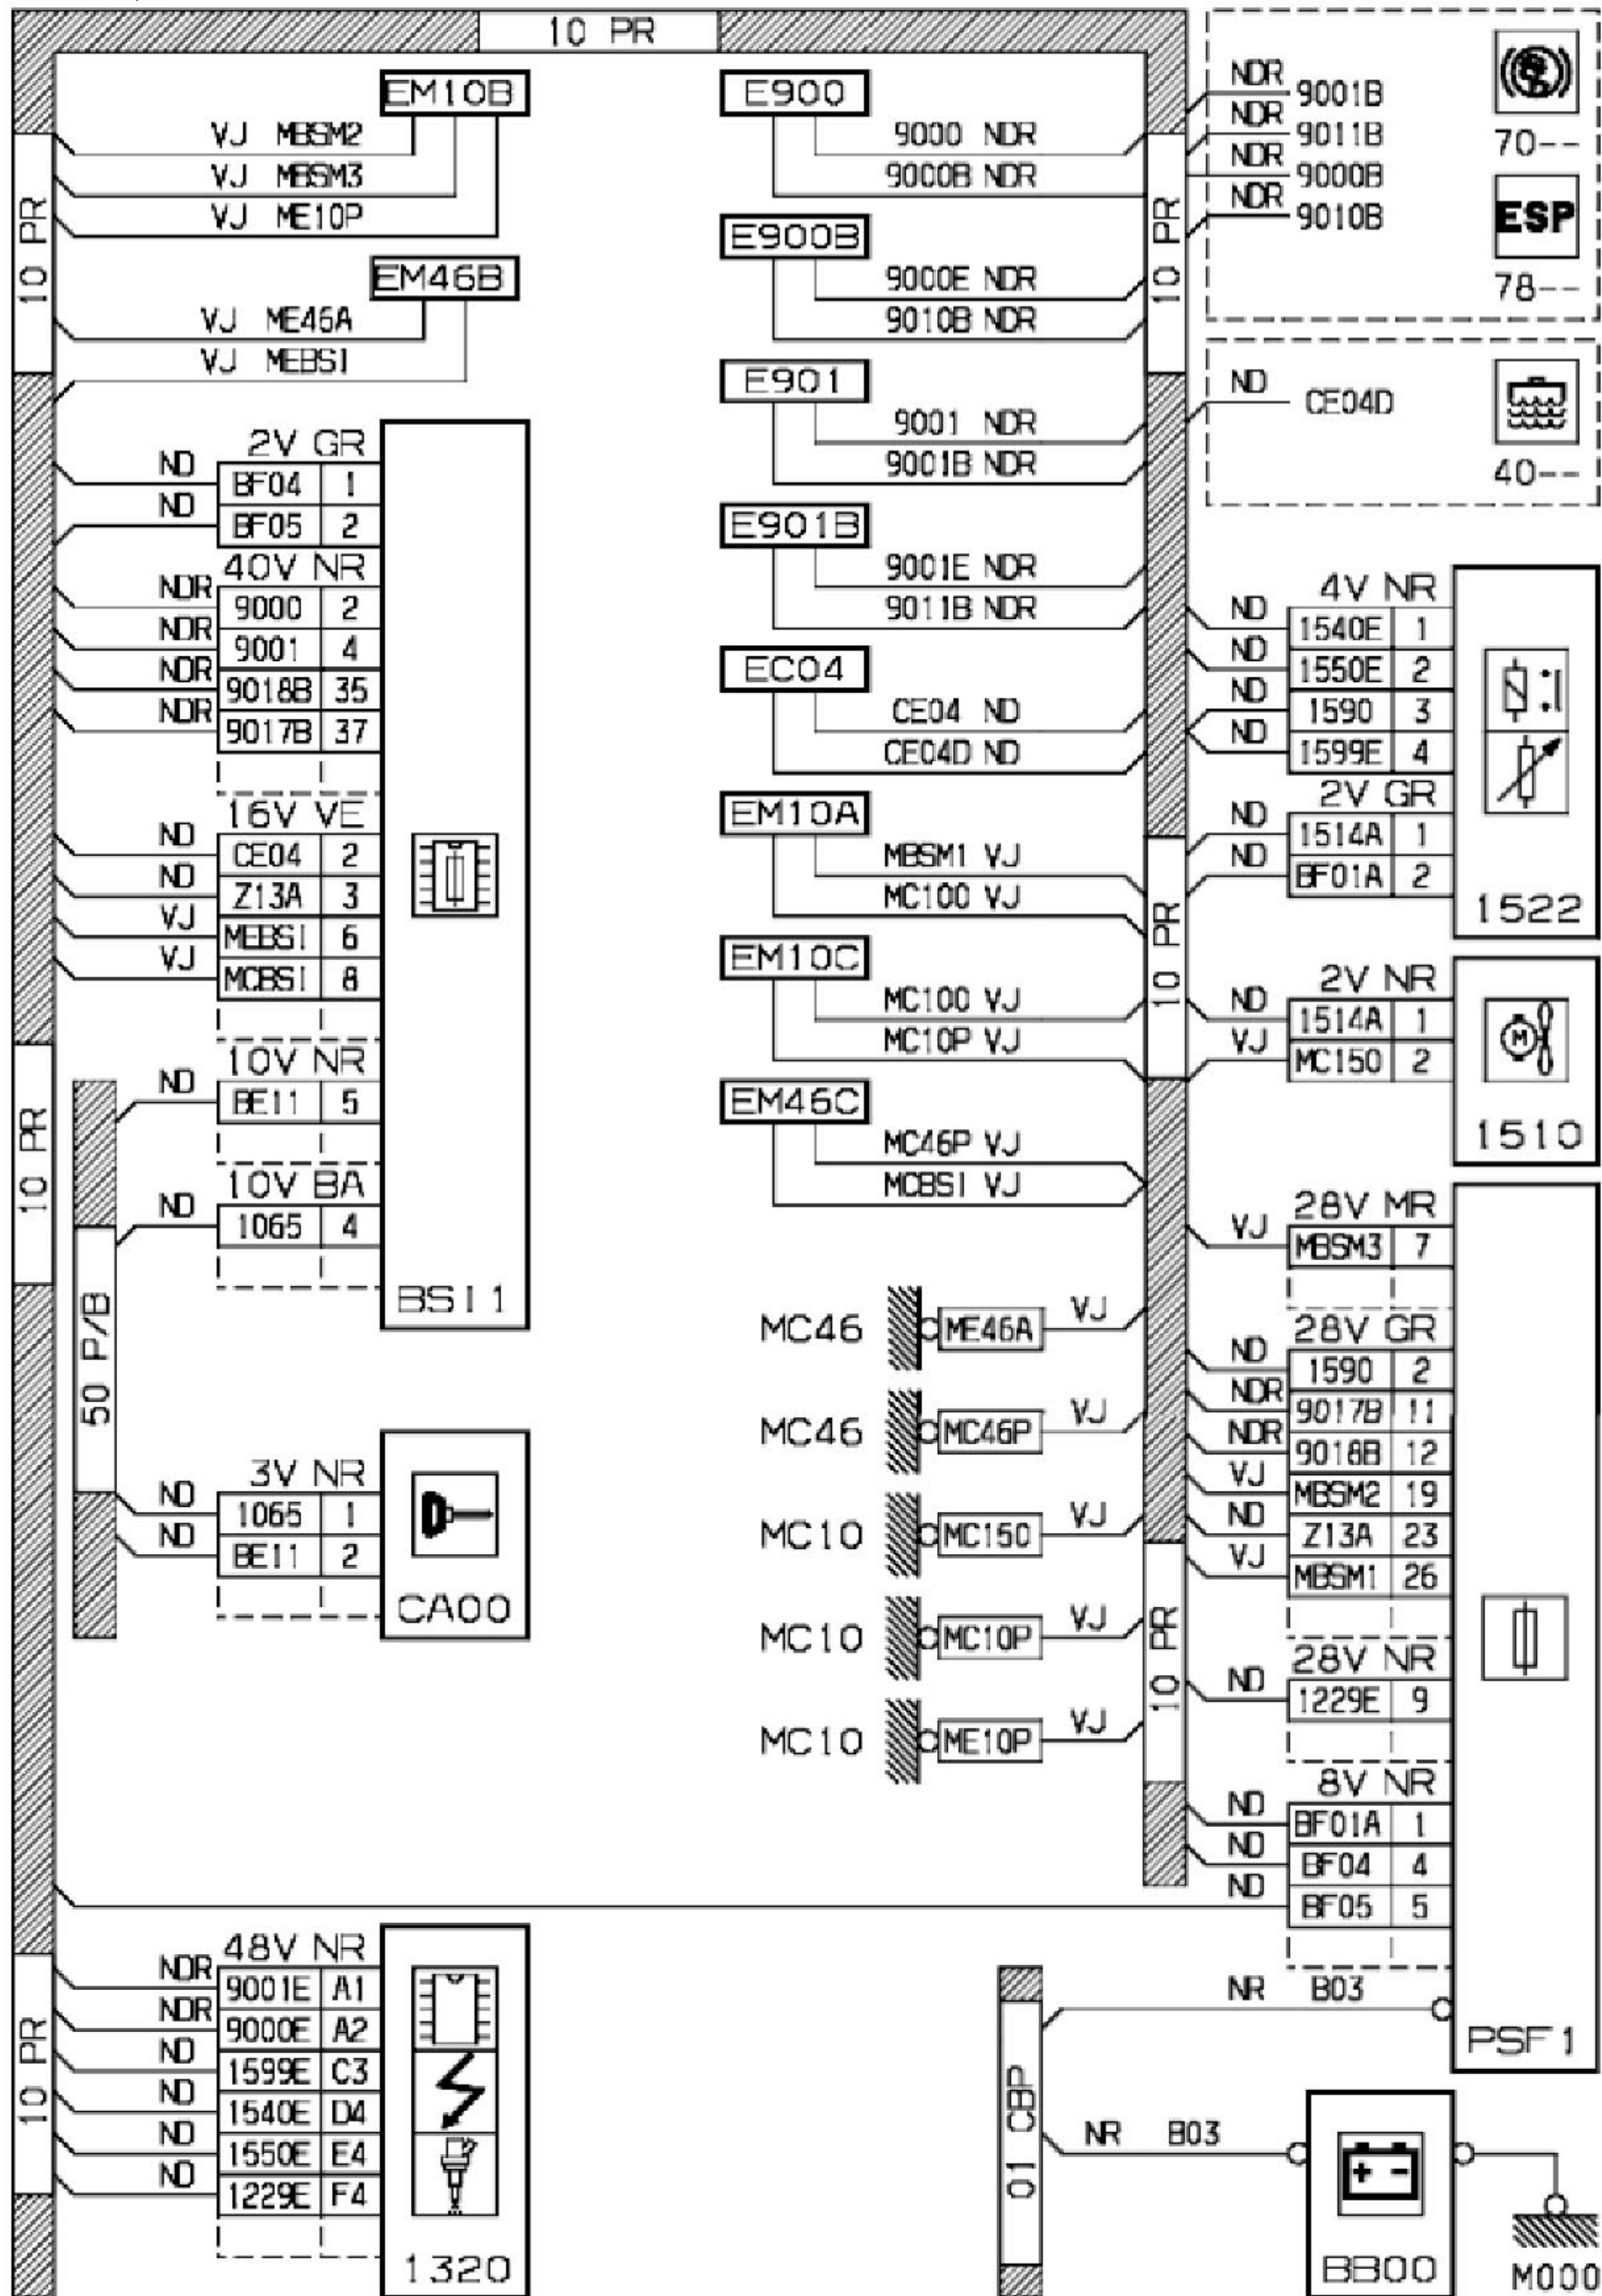 10 PR
10 PR
EM10B
VJ MBSM2
VJ MBSM3
VJ ME10P
EM46B
VJ ME46A
VJ MEBSI
2V GR
ND BF04 1
ND BF05 2
40V NR
NDR 9000 2
NDR 9001 4
NDR 9018B 35
NDR 9017B 37
16V VE
ND CE04 2
ND Z13A 3
VJ MEBSI 6
VJ MCBSI 8
10V NR
ND BE11 5
10V BA
ND 1065 4
BSI1
10 PR
50 P/B
3V NR
ND 1065 1
ND BE11 2
CA00
10 PR
48V NR
NDR 9001E A1
NDR 9000E A2
ND 1599E C3
ND 1540E D4
ND 1550E E4
ND 1229E F4
1320
E900
9000 NDR
9000B NDR
E900B
9000E NDR
9010B NDR
E901
9001 NDR
9001B NDR
E901B
9001E NDR
9011B NDR
EC04
CE04 ND
CE04D ND
EM10A
MBSM1 VJ
MC100 VJ
EM10C
MC100 VJ
MC10P VJ
EM46C
MC46P VJ
MCBSI VJ
MC46 ME46A VJ
MC46 MC46P VJ
MC10 MC150 VJ
MC10 MC10P VJ
MC10 ME10P VJ
10 PR
10 PR
10 PR
NDR 9001B
NDR 9011B
NDR 9000B
NDR 9010B
70--
ESP
78--
ND CE04D
40--
4V NR
ND 1540E 1
ND 1550E 2
ND 1590 3
ND 1599E 4
2V GR
ND 1514A 1
ND BF01A 2
1522
2V NR
ND 1514A 1
VJ MC150 2
M
1510
28V MR
VJ MBSM3 7
28V GR
ND 1590 2
NDR 9017B 11
NDR 9018B 12
VJ MBSM2 19
ND Z13A 23
VJ MBSM1 26
28V NR
ND 1229E 9
8V NR
ND BF01A 1
ND BF04 4
ND BF05 5
NR B03
PSF1
01 CBP
NR B03
+ -
BB00
M000